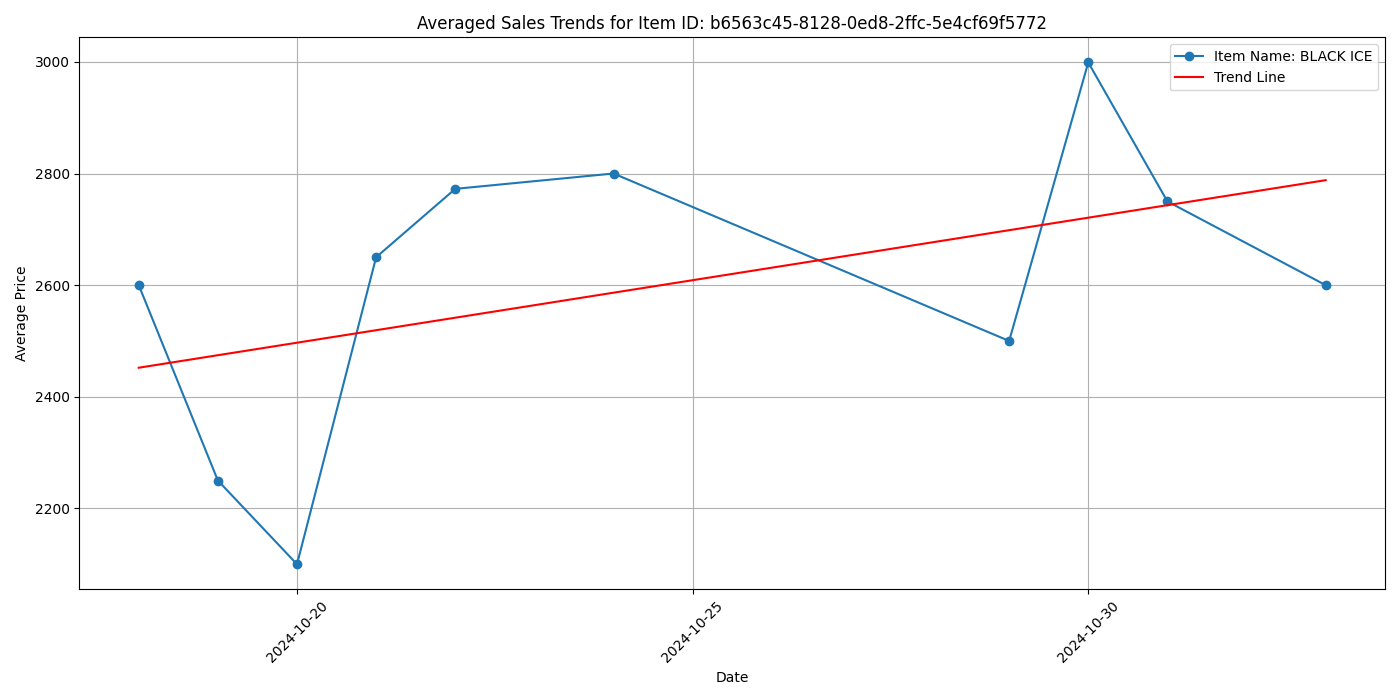 Averaged Sales Trends for Item ID: b6563c45-8128-0ed8-2ffc-5e4cf69f5772
Item Name: BLACK ICE
Trend Line
Average Price
3000
2800
2600
2400
2200
2024-10-20
2024-10-25
2024-10-30
Date